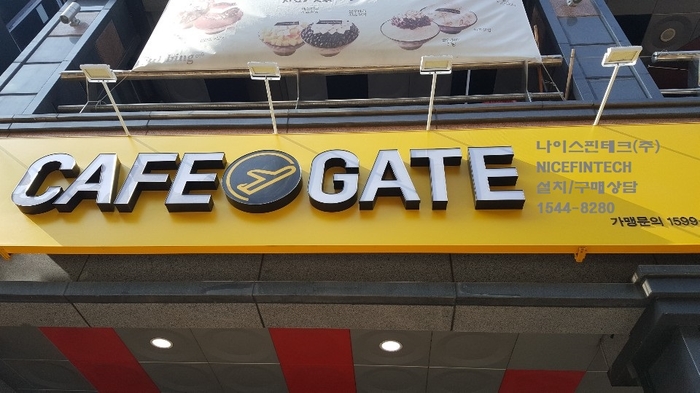 CAFE GATE
나이스핀테크(주)
NICEFINTECH
설치/구매상담
1544-8280
가맹문의 1599